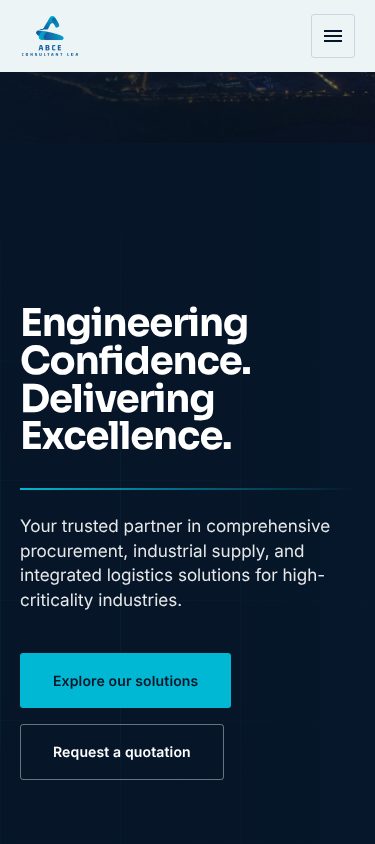 ABCE
CONSULTANT LDA
Engineering
Confidence.
Delivering
Excellence.
Your trusted partner in comprehensive
procurement, industrial supply, and
integrated logistics solutions for high-
criticality industries.
Explore our solutions
Request a quotation